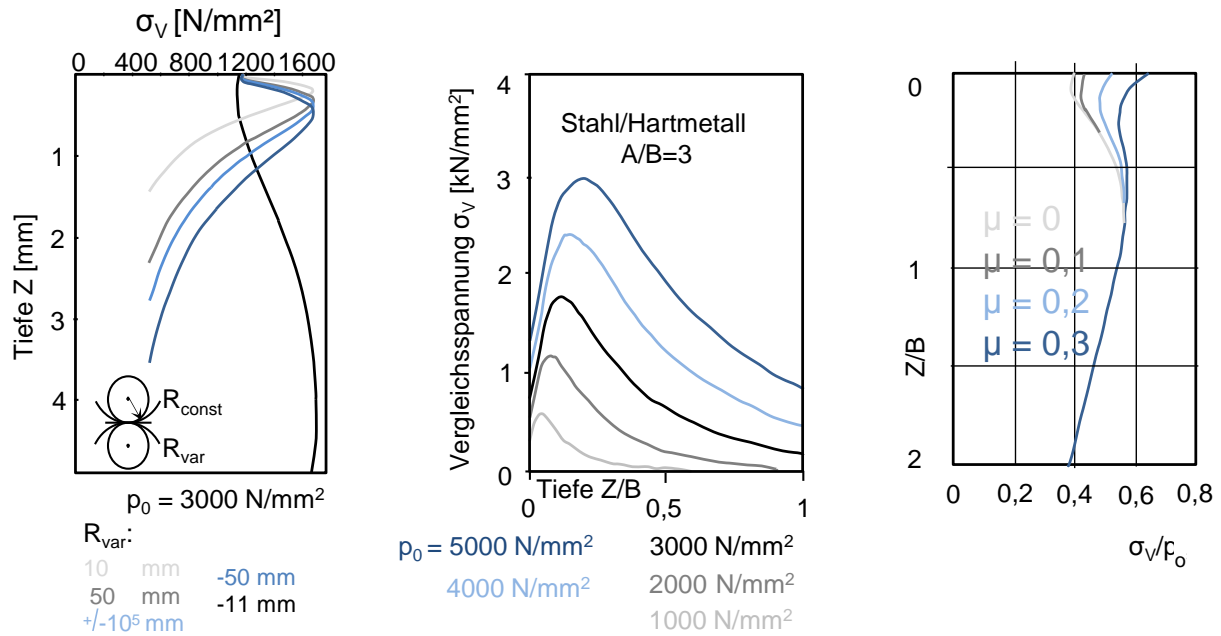 σV [N/mm²]
0 400 800 1200 1600
Tiefe Z [mm]
1
2
3
4
Rconst
Rvar
p0 = 3000 N/mm2
Rvar:
10 mm
50 mm
+/-10⁵ mm
-50 mm
-11 mm
Vergleichsspannung σV [kN/mm2]
4
3
2
1
0
Stahl/Hartmetall
A/B=3
Tiefe Z/B
0 0,5 1
p0 = 5000 N/mm2
4000 N/mm2
3000 N/mm2
2000 N/mm2
1000 N/mm2
0
1
2
Z/B
μ = 0
μ = 0,1
μ = 0,2
μ = 0,3
0 0,2 0,4 0,6 0,8
σV/po